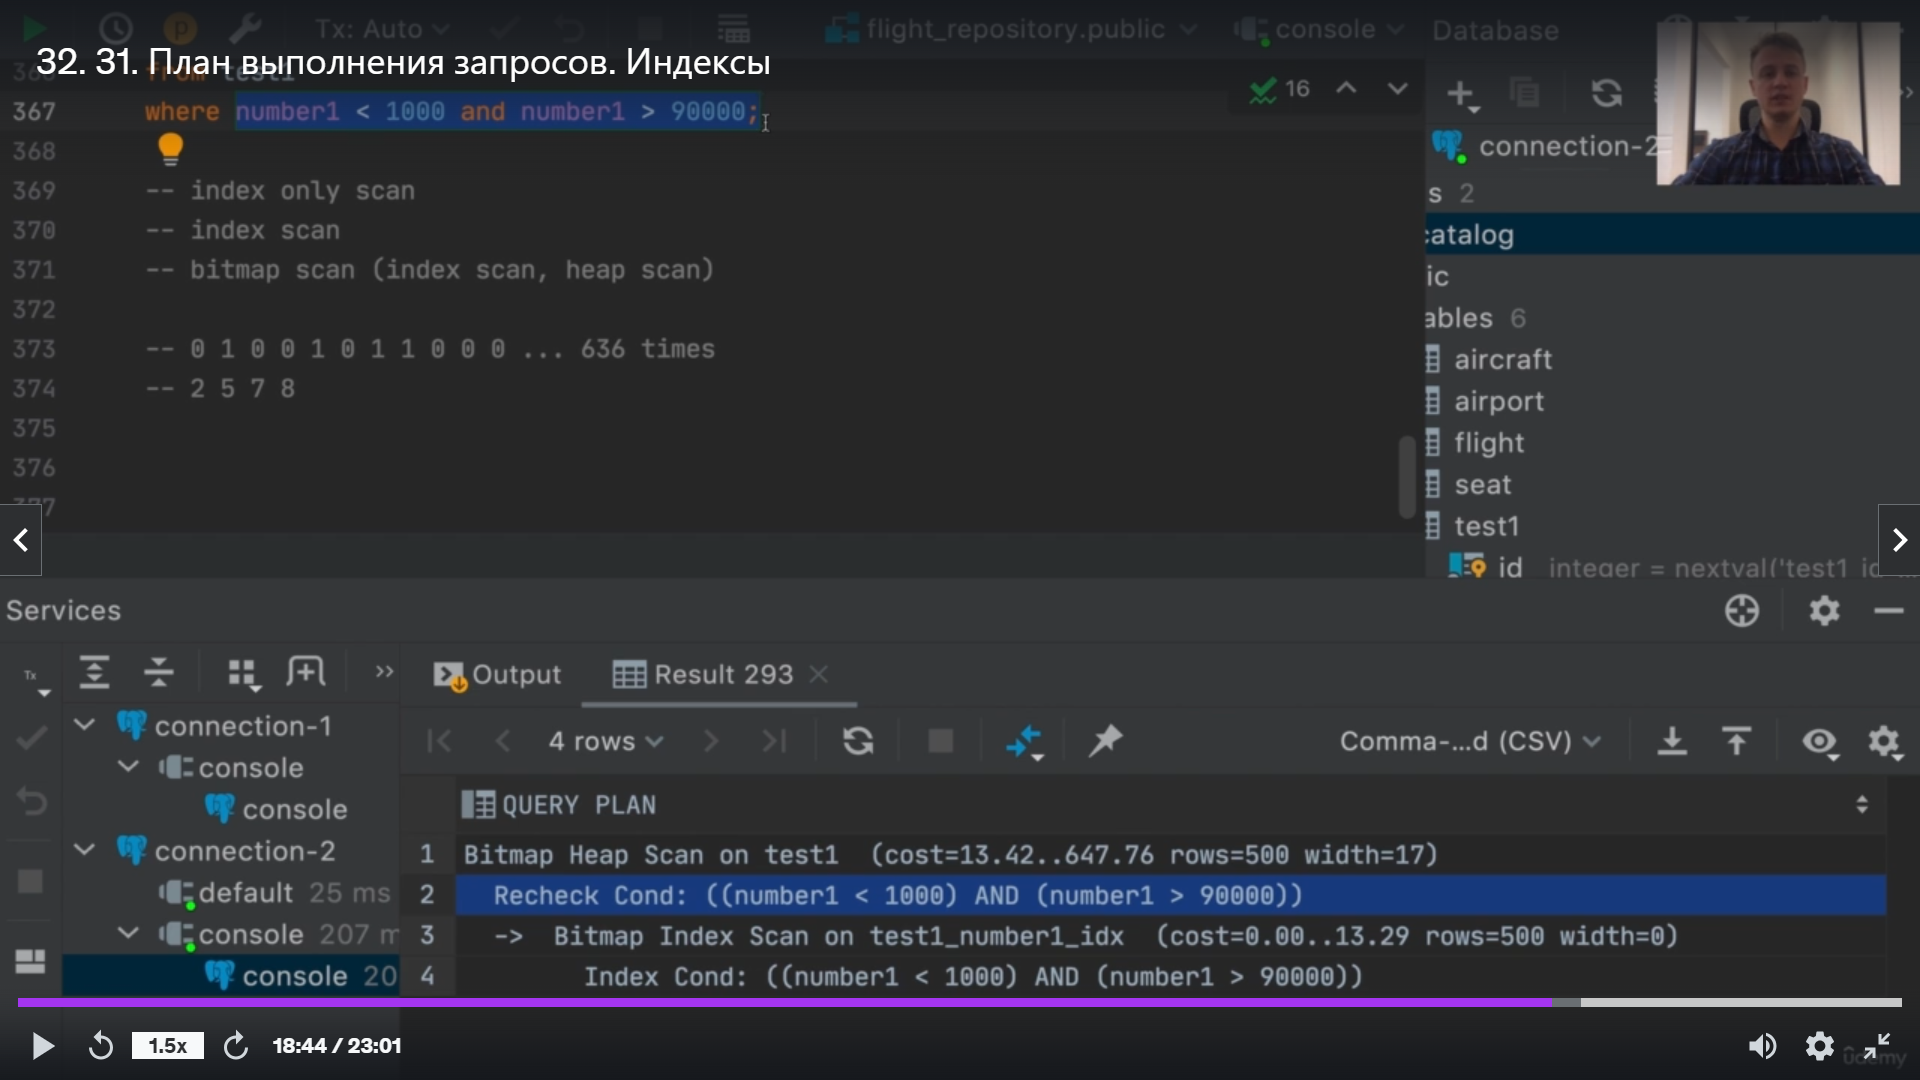 Tx: Auto
flight_repository.public
console
Database
32. 31. План выполнения запросов. Индексы
366 from test1
16
367 where number1 < 1000 and number1 > 90000;
368
369 -- index only scan
370 -- index scan
371 -- bitmap scan (index scan, heap scan)
372
373 -- 0 1 0 0 1 0 1 1 0 0 0 ... 636 times
374 -- 2 5 7 8
375
376
377
connection-2
s 2
catalog
ic
ables 6
aircraft
airport
flight
seat
test1
id integer = nextval('test1_id
Services
Tx
Output
Result 293
4 rows
Comma-...d (CSV)
connection-1
console
console
connection-2
default 25 ms
console 207 m
console 20
QUERY PLAN
1 Bitmap Heap Scan on test1 (cost=13.42..647.76 rows=500 width=17)
2 Recheck Cond: ((number1 < 1000) AND (number1 > 90000))
3 -> Bitmap Index Scan on test1_number1_idx (cost=0.00..13.29 rows=500 width=0)
4 Index Cond: ((number1 < 1000) AND (number1 > 90000))
1.5x
18:44 / 23:01
ûdemy